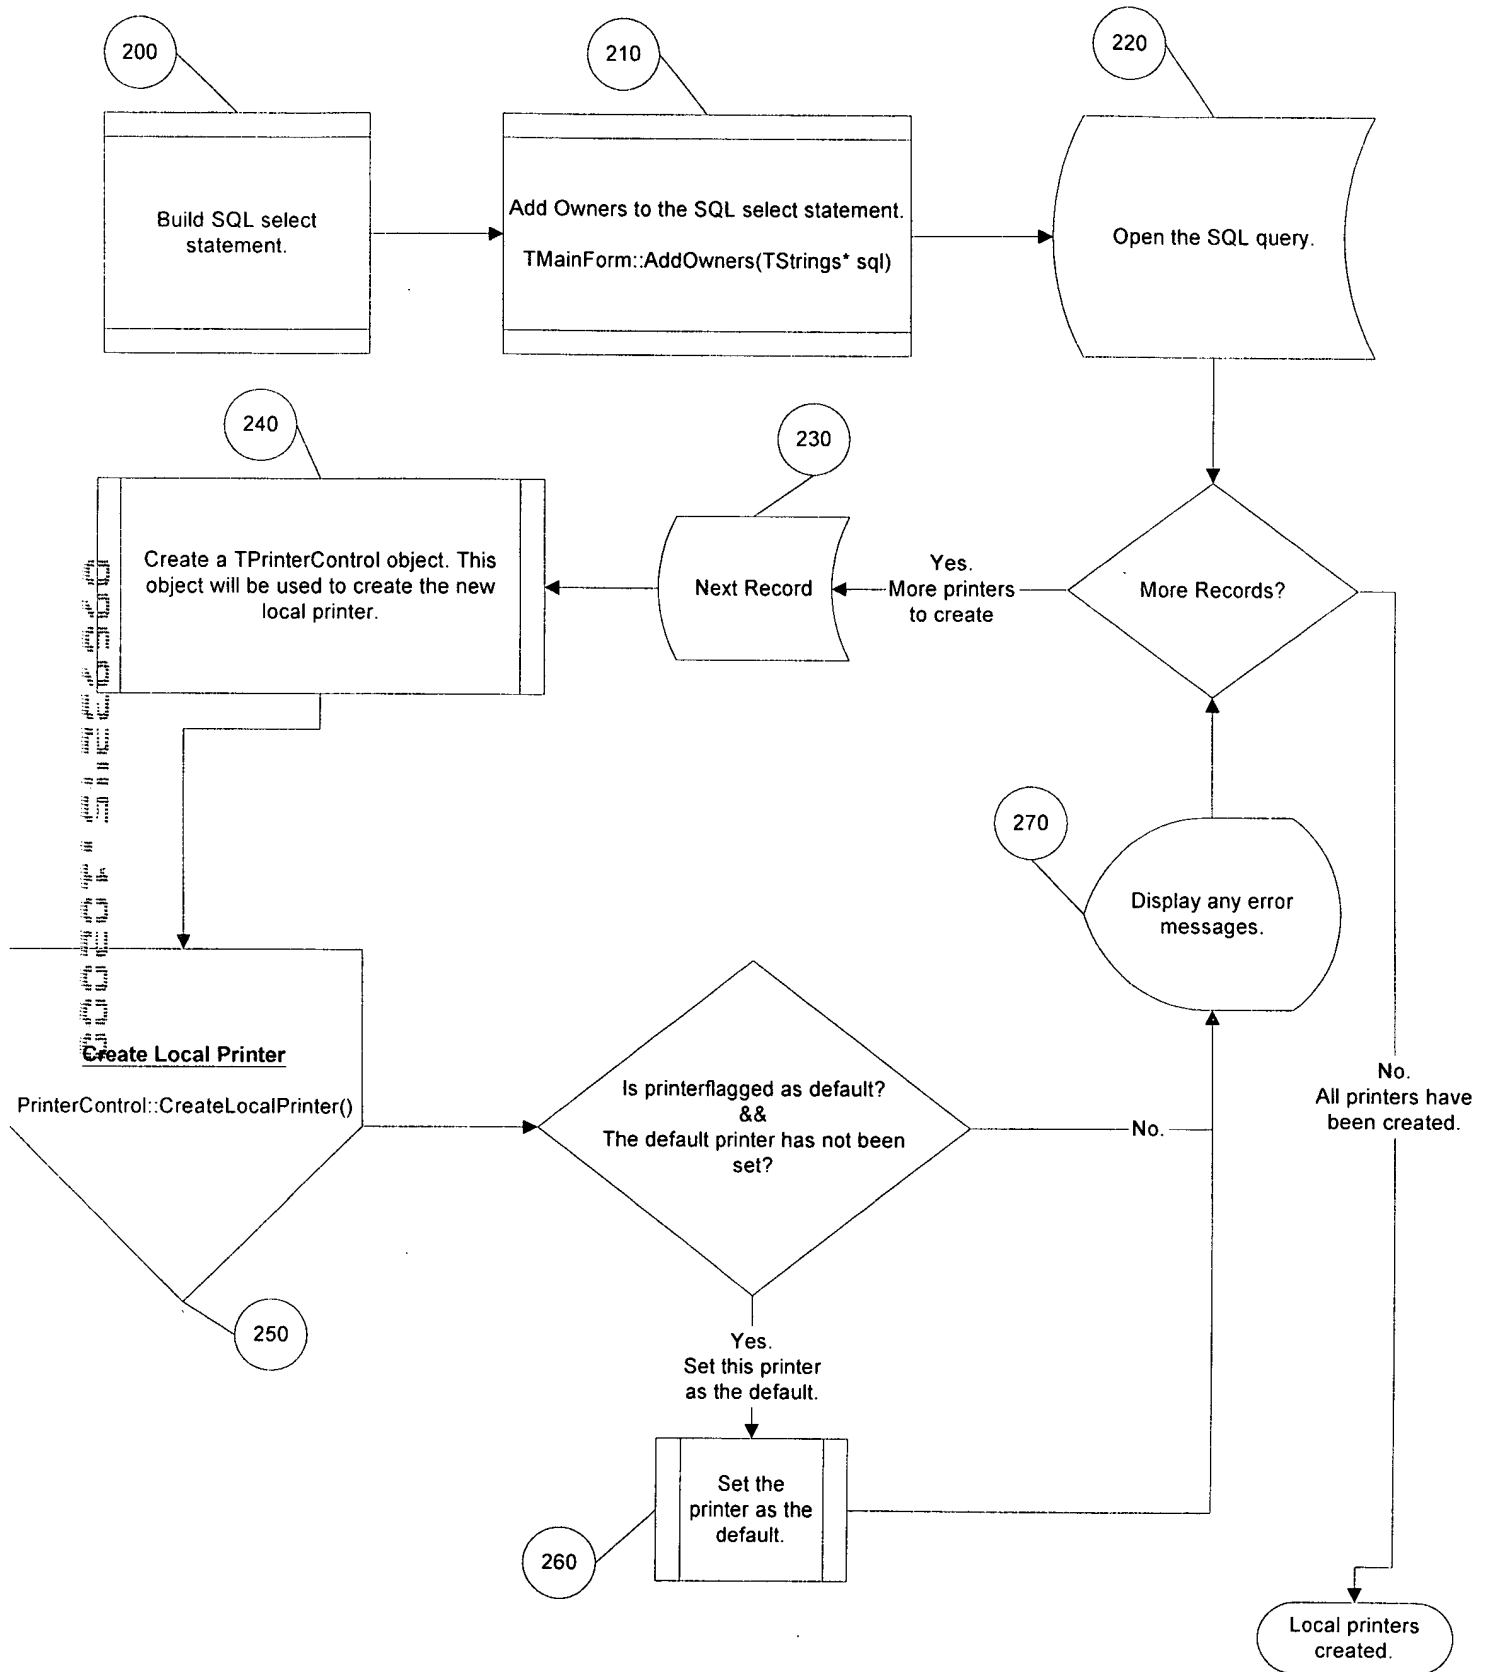 200
210
220
Build SQL select
statement.
Add Owners to the SQL select statement.
TMainForm::AddOwners(TStrings* sql)
Open the SQL query.
240
230
Create a TPrinterControl object. This
object will be used to create the new
local printer.
Next Record
Yes.
More printers
to create
More Records?
270
Display any error
messages.
Create Local Printer
PrinterControl::CreateLocalPrinter()
Is printerflagged as default?
&&
The default printer has not been
set?
No.
No.
All printers have
been created.
250
Yes.
Set this printer
as the default.
Set the
printer as the
default.
260
Local printers
created.